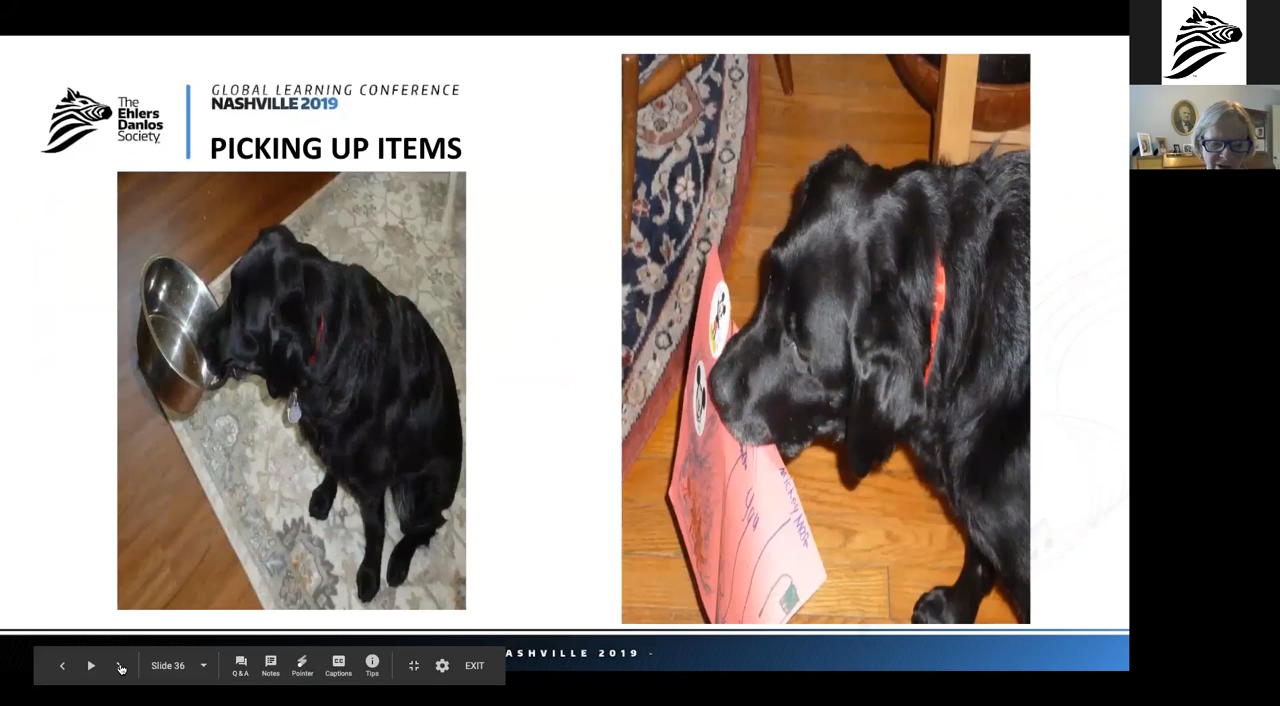 GLOBAL LEARNING CONFERENCE
NASHVILLE 2019
The
Ehlers
Danlos
Society
PICKING UP ITEMS
Mickey
ASHVILLE 2019 -
Slide 36
Q & A
Notes
Pointer
Captions
Tips
EXIT